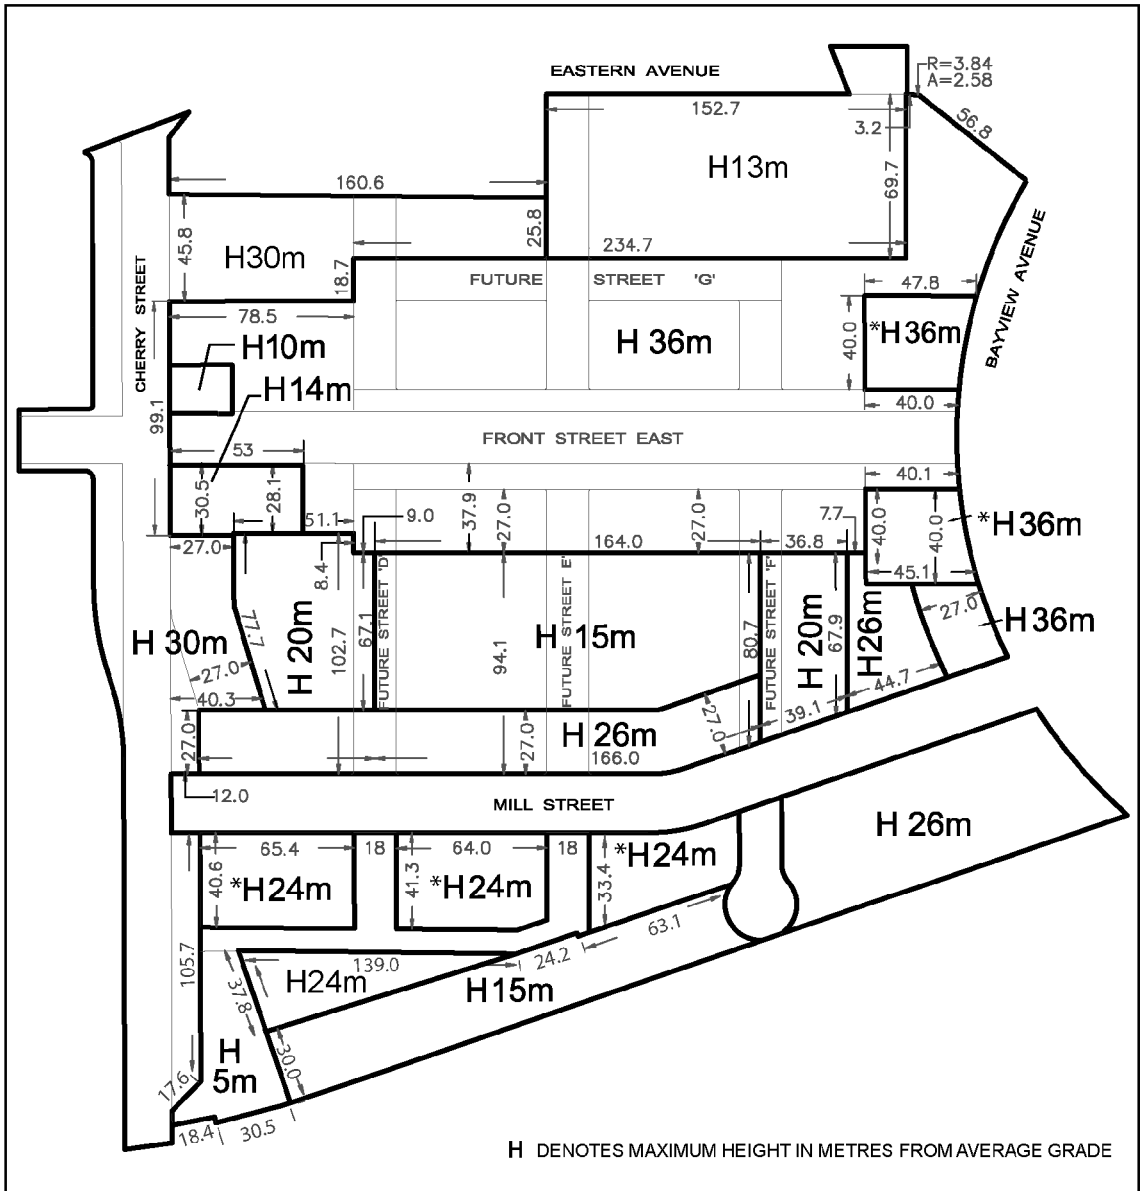 EASTERN AVENUE
R=3.84
A=2.58
152.7
3.2
56.8
H13m
69.7
160.6
45.8
25.8
H30m
234.7
18.7
CHERRY STREET
BAYVIEW AVENUE
FUTURE STREET 'G'
47.8
78.5
H10m
H 36m
40.0
*H36m
H14m
40.0
99.1
FRONT STREET EAST
53
40.1
30.5
28.1
37.9
27.0
27.0
40.0
40.0
*H36m
51.1
9.0
7.7
27.0
164.0
36.8
8.4
45.1
77.7
H 20m
102.7
67.1
FUTURE STREET 'D'
94.1
FUTURE STREET E'
H 15m
80.7
FUTURE STREET 'F'
H 20m
67.9
H26m
27.0
H36m
H 30m
27.0
40.3
44.7
39.1
27.0
27.0
27.0
H 26m
166.0
12.0
MILL STREET
H 26m
65.4
18
64.0
18
40.6
*H24m
41.3
*H24m
33.4
*H24m
63.1
105.7
139.0
24.2
37.8
H24m
H15m
30.0
H
5m
17.6
18.4
30.5
H DENOTES MAXIMUM HEIGHT IN METRES FROM AVERAGE GRADE